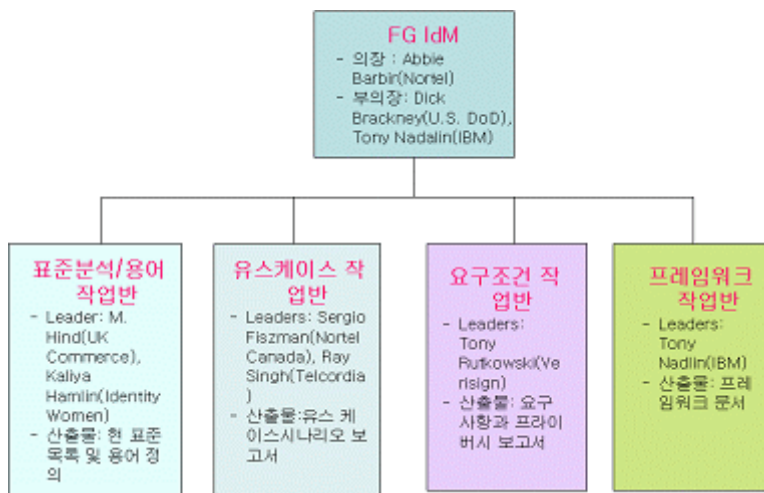 FG IdM
- 의장 : Abbie
Barbir(Nortel)
- 부의장: Dick
Brackney(U.S. DoD),
Tony Nadalin(IBM)
표준분석/용어
작업반
- Leader: M.
Hind(UK
Commerce),
Kaliya
Hamlin(Identity
Women)
- 산출물: 현 표준
목록 및 용어 정
의
유스케이스 작
업반
- Leaders: Sergio
Fiszman(Nortel
Canada), Ray
Singh(Telcordia
)
- 산출물:유스 케
이스시나리오 보
고서
요구조건 작
업반
- Leaders:
Tony
Rutkowski(Ve
risign)
- 산출물: 요구
사항과 프라이
버시 보고서
프레임워크
작업반
- Leaders:
Tony
Nadlin(IBM)
- 산출물: 프레
임워크 문서